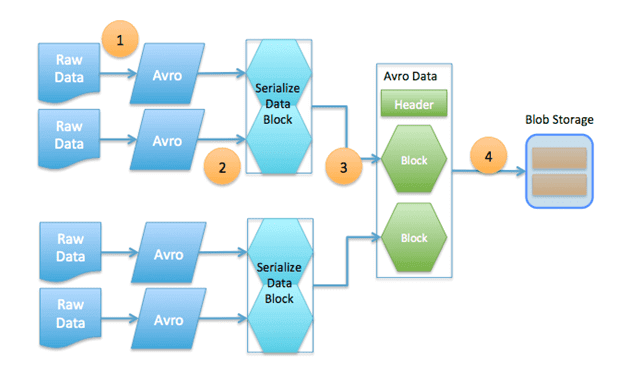 1
Raw
Data
Avro
Raw
Data
Avro
2
Serialize
Data
Block
3
Avro Data
Header
Block
Block
4
Blob Storage
Raw
Data
Avro
Raw
Data
Avro
Serialize
Data
Block